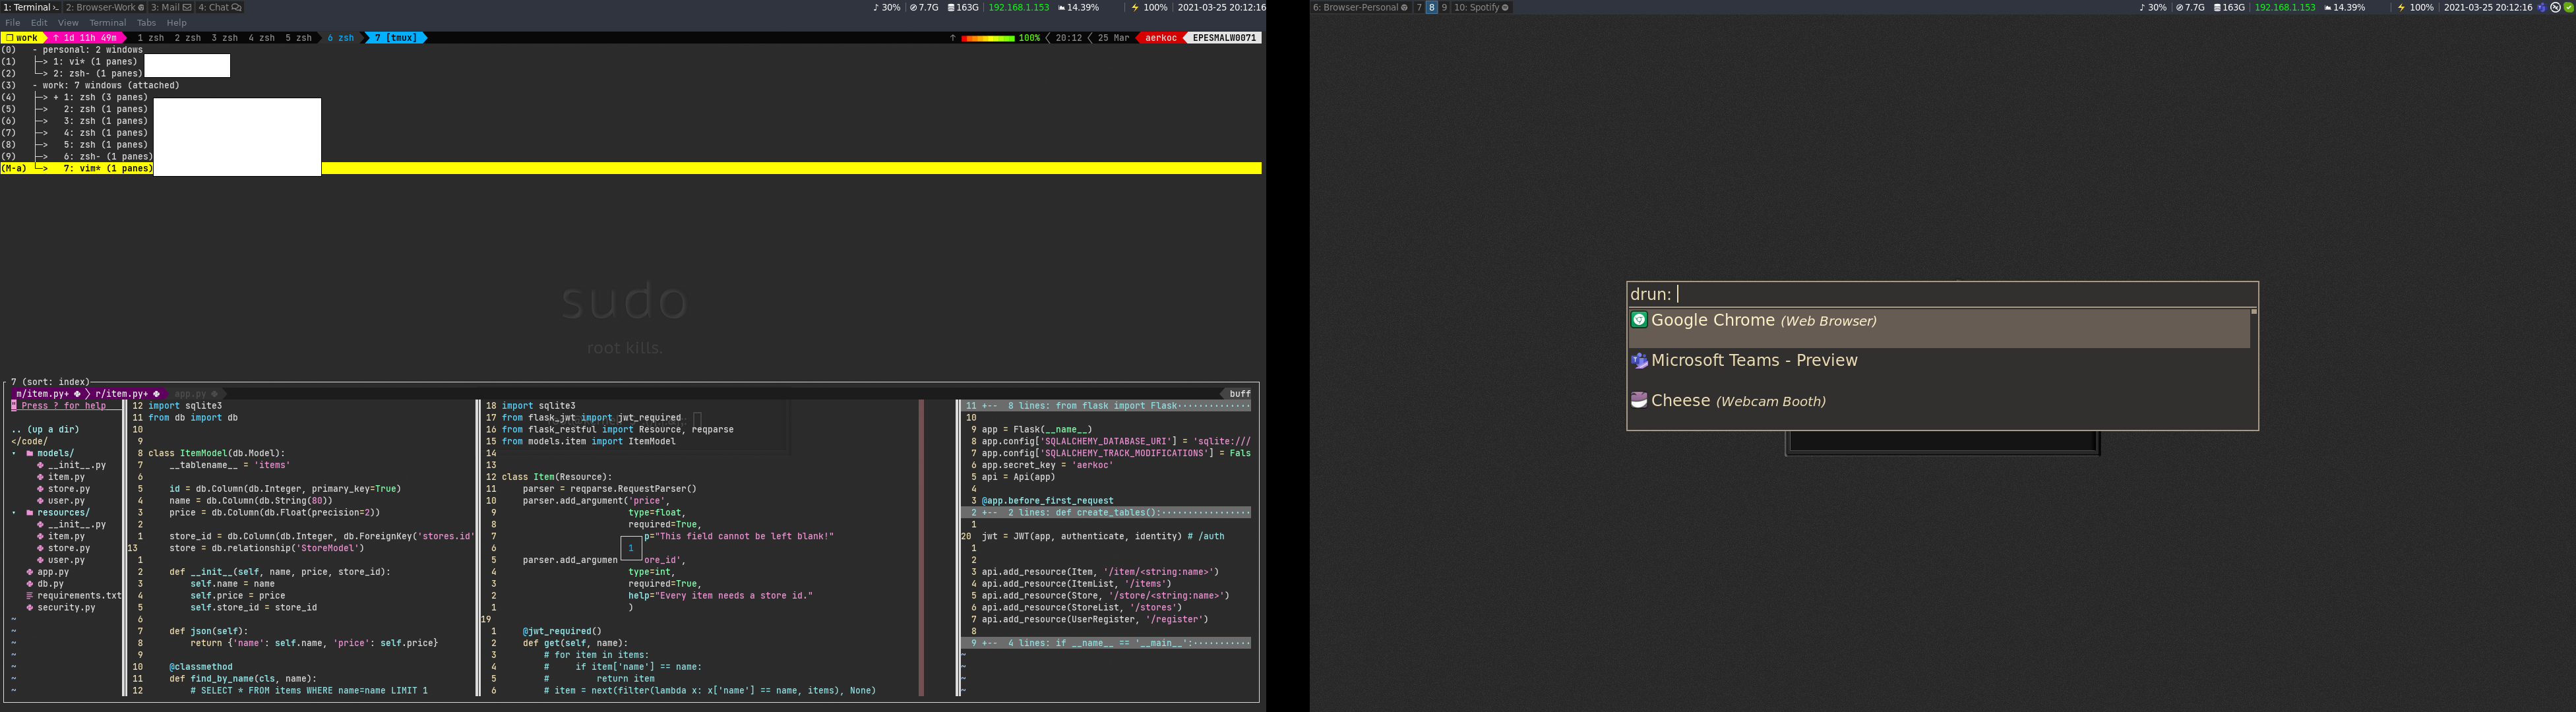 1: Terminal 2: Browser-Work 3: Mail 4: Chat
30% 7.7G 163G 192.168.1.153 14.39% 100% 2021-03-25 20:12:16
File Edit View Terminal Tabs Help
work ↑ 1d 11h 49m 1 zsh 2 zsh 3 zsh 4 zsh 5 zsh 6 zsh 7 [tmux]
↑ 100% 20:12 25 Mar aerkoc EPESMALW0071
(0) - personal: 2 windows
(1) ├─> 1: vi* (1 panes)
(2) └─> 2: zsh- (1 panes)
(3) - work: 7 windows (attached)
(4) ├─> + 1: zsh (3 panes)
(5) ├─> 2: zsh (1 panes)
(6) ├─> 3: zsh (1 panes)
(7) ├─> 4: zsh (1 panes)
(8) ├─> 5: zsh (1 panes)
(9) ├─> 6: zsh- (1 panes)
(M-a) └─> 7: vim* (1 panes)
sudo
root kills.
7 (sort: index)
m/item.py+ r/item.py+ app.py
buff
" Press ? for help
.. (up a dir)
</code/
▾ models/
__init__.py
item.py
store.py
user.py
▾ resources/
__init__.py
item.py
store.py
user.py
app.py
db.py
requirements.txt
security.py
~
~
~
~
~
~
~
12 import sqlite3
11 from db import db
10
9
8 class ItemModel(db.Model):
7 __tablename__ = 'items'
6
5 id = db.Column(db.Integer, primary_key=True)
4 name = db.Column(db.String(80))
3 price = db.Column(db.Float(precision=2))
2
1 store_id = db.Column(db.Integer, db.ForeignKey('stores.id'
13 store = db.relationship('StoreModel')
1
2 def __init__(self, name, price, store_id):
3 self.name = name
4 self.price = price
5 self.store_id = store_id
6
7 def json(self):
8 return {'name': self.name, 'price': self.price}
9
10 @classmethod
11 def find_by_name(cls, name):
12 # SELECT * FROM items WHERE name=name LIMIT 1
18 import sqlite3
17 from flask_jwt import jwt_required
16 from flask_restful import Resource, reqparse
15 from models.item import ItemModel
14
13
12 class Item(Resource):
11 parser = reqparse.RequestParser()
10 parser.add_argument('price',
9 type=float,
8 required=True,
7 p="This field cannot be left blank!"
6 1
5 parser.add_argumen ore_id',
4 type=int,
3 required=True,
2 help="Every item needs a store id."
1 )
19
1 @jwt_required()
2 def get(self, name):
3 # for item in items:
4 # if item['name'] == name:
5 # return item
6 # item = next(filter(lambda x: x['name'] == name, items), None)
11 +-- 8 lines: from flask import Flask
10
9 app = Flask(__name__)
8 app.config['SQLALCHEMY_DATABASE_URI'] = 'sqlite:///
7 app.config['SQLALCHEMY_TRACK_MODIFICATIONS'] = Fals
6 app.secret_key = 'aerkoc'
5 api = Api(app)
4
3 @app.before_first_request
2 +-- 2 lines: def create_tables():
1
20 jwt = JWT(app, authenticate, identity) # /auth
1
2
3 api.add_resource(Item, '/item/<string:name>')
4 api.add_resource(ItemList, '/items')
5 api.add_resource(Store, '/store/<string:name>')
6 api.add_resource(StoreList, '/stores')
7 api.add_resource(UserRegister, '/register')
8
9 +-- 4 lines: if __name__ == '__main__':
~
~
~
~
6: Browser-Personal 7 8 9 10: Spotify
30% 7.7G 163G 192.168.1.153 14.39% 100% 2021-03-25 20:12:16
drun:
Google Chrome (Web Browser)
Microsoft Teams - Preview
Cheese (Webcam Booth)